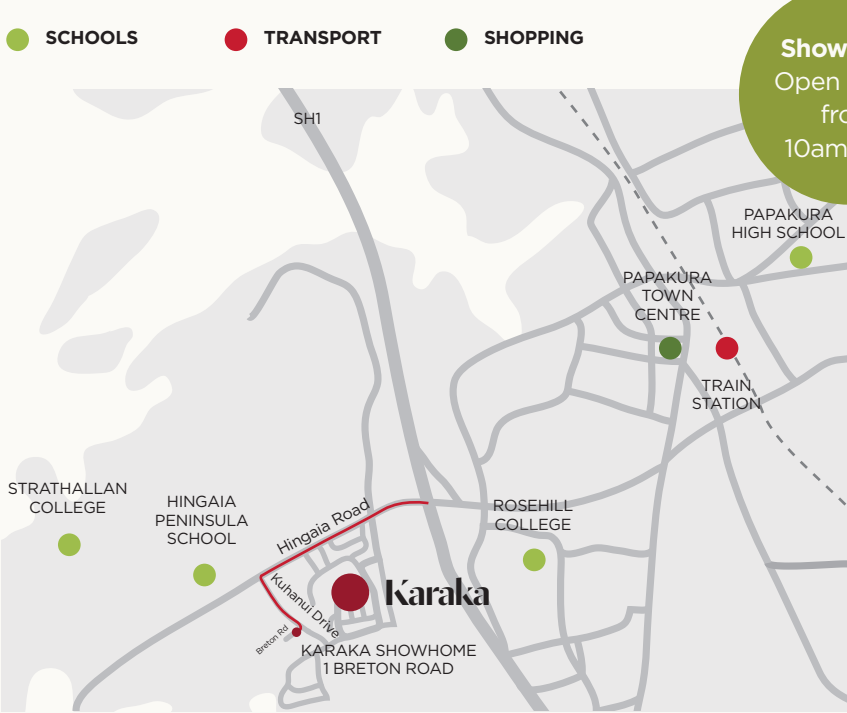 SCHOOLS
TRANSPORT
SHOPPING
Show
Open
fro
10am
SH1
PAPAKURA
HIGH SCHOOL
PAPAKURA
TOWN
CENTRE
TRAIN
STATION
STRATHALLAN
COLLEGE
HINGAIA
PENINSULA
SCHOOL
ROSEHILL
COLLEGE
Hingaia Road
Kuhanui Drive
Karaka
Breton Rd
KARAKA SHOWHOME
1 BRETON ROAD